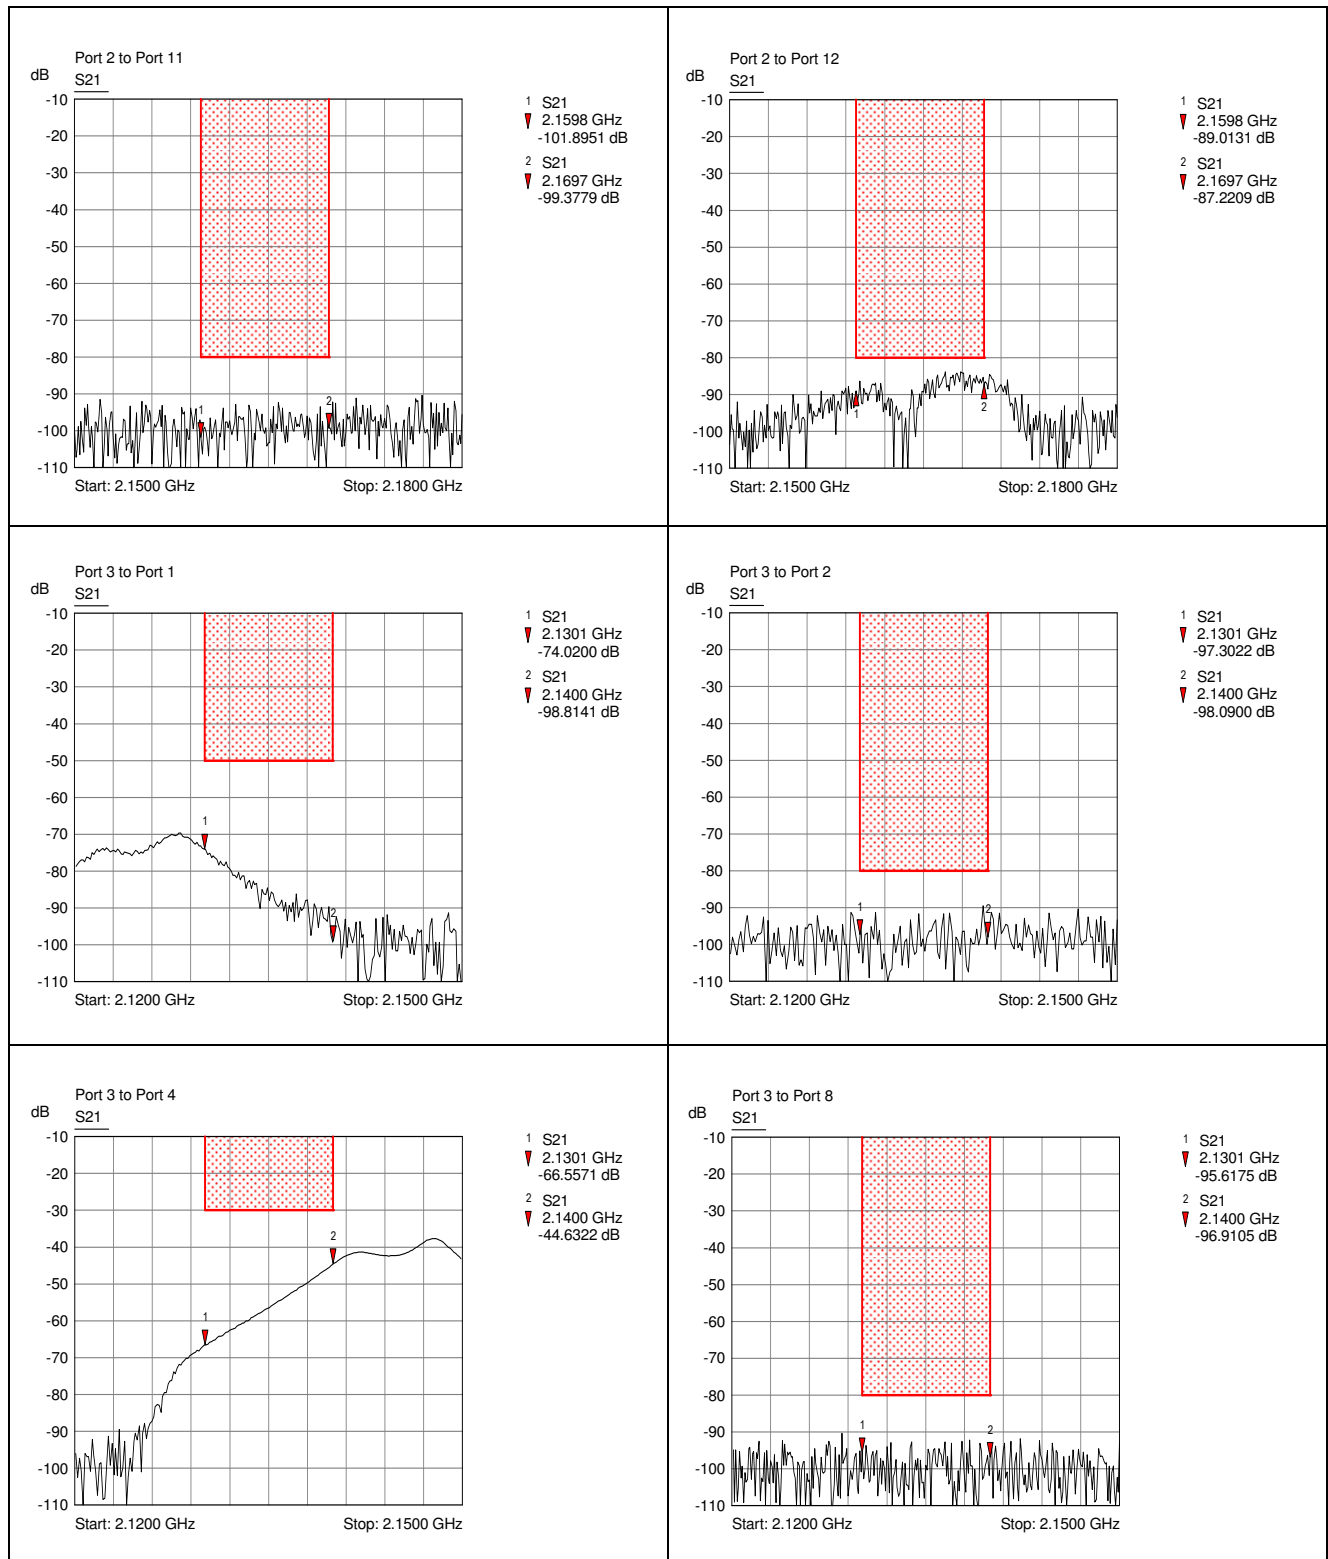 Port 2 to Port 11
dB
S21
-10
-20
-30
-40
-50
-60
-70
-80
-90
-100
-110
1
2
Start: 2.1500 GHz
Stop: 2.1800 GHz
1 S21
2.1598 GHz
-101.8951 dB
2 S21
2.1697 GHz
-99.3779 dB
Port 2 to Port 12
dB
S21
-10
-20
-30
-40
-50
-60
-70
-80
-90
-100
-110
1
2
Start: 2.1500 GHz
Stop: 2.1800 GHz
1 S21
2.1598 GHz
-89.0131 dB
2 S21
2.1697 GHz
-87.2209 dB
Port 3 to Port 1
dB
S21
-10
-20
-30
-40
-50
-60
-70
-80
-90
-100
-110
1
2
Start: 2.1200 GHz
Stop: 2.1500 GHz
1 S21
2.1301 GHz
-74.0200 dB
2 S21
2.1400 GHz
-98.8141 dB
Port 3 to Port 2
dB
S21
-10
-20
-30
-40
-50
-60
-70
-80
-90
-100
-110
1
2
Start: 2.1200 GHz
Stop: 2.1500 GHz
1 S21
2.1301 GHz
-97.3022 dB
2 S21
2.1400 GHz
-98.0900 dB
Port 3 to Port 4
dB
S21
-10
-20
-30
-40
-50
-60
-70
-80
-90
-100
-110
1
2
Start: 2.1200 GHz
Stop: 2.1500 GHz
1 S21
2.1301 GHz
-66.5571 dB
2 S21
2.1400 GHz
-44.6322 dB
Port 3 to Port 8
dB
S21
-10
-20
-30
-40
-50
-60
-70
-80
-90
-100
-110
1
2
Start: 2.1200 GHz
Stop: 2.1500 GHz
1 S21
2.1301 GHz
-95.6175 dB
2 S21
2.1400 GHz
-96.9105 dB